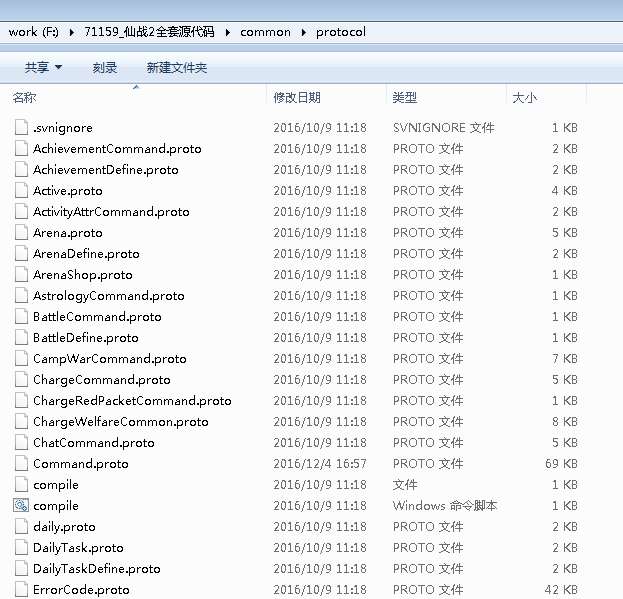 work (F:) ▸ 71159_仙战2全套源代码 ▸ common ▸ protocol
共享 ▾ 刻录 新建文件夹
名称 修改日期 类型 大小
.svnignore 2016/10/9 11:18 SVNIGNORE 文件 1 KB
AchievementCommand.proto 2016/10/9 11:18 PROTO 文件 2 KB
AchievementDefine.proto 2016/10/9 11:18 PROTO 文件 2 KB
Active.proto 2016/10/9 11:18 PROTO 文件 4 KB
ActivityAttrCommand.proto 2016/10/9 11:18 PROTO 文件 2 KB
Arena.proto 2016/10/9 11:18 PROTO 文件 5 KB
ArenaDefine.proto 2016/10/9 11:18 PROTO 文件 2 KB
ArenaShop.proto 2016/10/9 11:18 PROTO 文件 1 KB
AstrologyCommand.proto 2016/10/9 11:18 PROTO 文件 2 KB
BattleCommand.proto 2016/10/9 11:18 PROTO 文件 1 KB
BattleDefine.proto 2016/10/9 11:18 PROTO 文件 1 KB
CampWarCommand.proto 2016/10/9 11:18 PROTO 文件 7 KB
ChargeCommand.proto 2016/10/9 11:18 PROTO 文件 5 KB
ChargeRedPacketCommand.proto 2016/10/9 11:18 PROTO 文件 1 KB
ChargeWelfareCommon.proto 2016/10/9 11:18 PROTO 文件 8 KB
ChatCommand.proto 2016/10/9 11:18 PROTO 文件 5 KB
Command.proto 2016/12/4 16:57 PROTO 文件 69 KB
compile 2016/10/9 11:18 文件 1 KB
compile 2016/10/9 11:18 Windows 命令脚本 1 KB
daily.proto 2016/10/9 11:18 PROTO 文件 2 KB
DailyTask.proto 2016/10/9 11:18 PROTO 文件 2 KB
DailyTaskDefine.proto 2016/10/9 11:18 PROTO 文件 2 KB
ErrorCode.proto 2016/10/9 11:18 PROTO 文件 42 KB